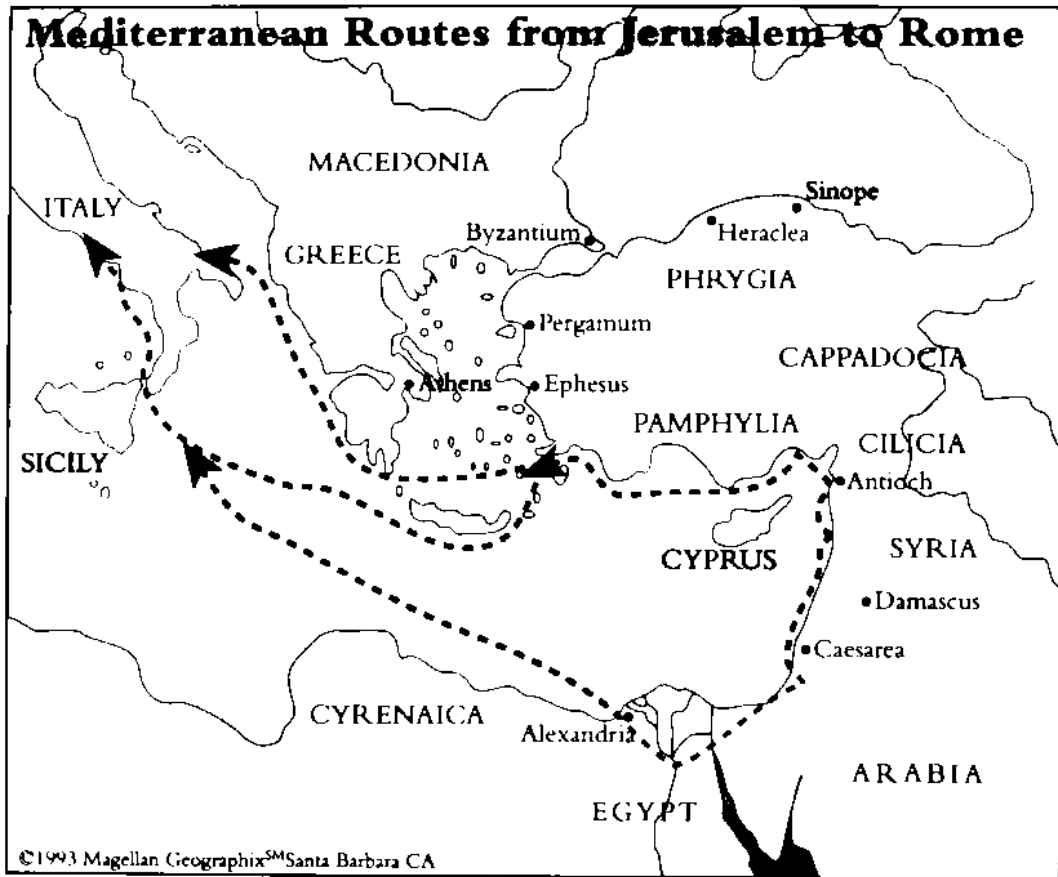 Mediterranean Routes from Jerusalem to Rome
MACEDONIA
Sinope
ITALY
Byzantium
Heraclea
GREECE
PHRYGIA
Pergamum
CAPPADOCIA
Athens
Ephesus
PAMPHYLIA
CILICIA
SICILY
Antioch
SYRIA
CYPRUS
Damascus
Caesarea
CYRENAICA
Alexandria
ARABIA
EGYPT
©1993 Magellan Geographix℠Santa Barbara CA